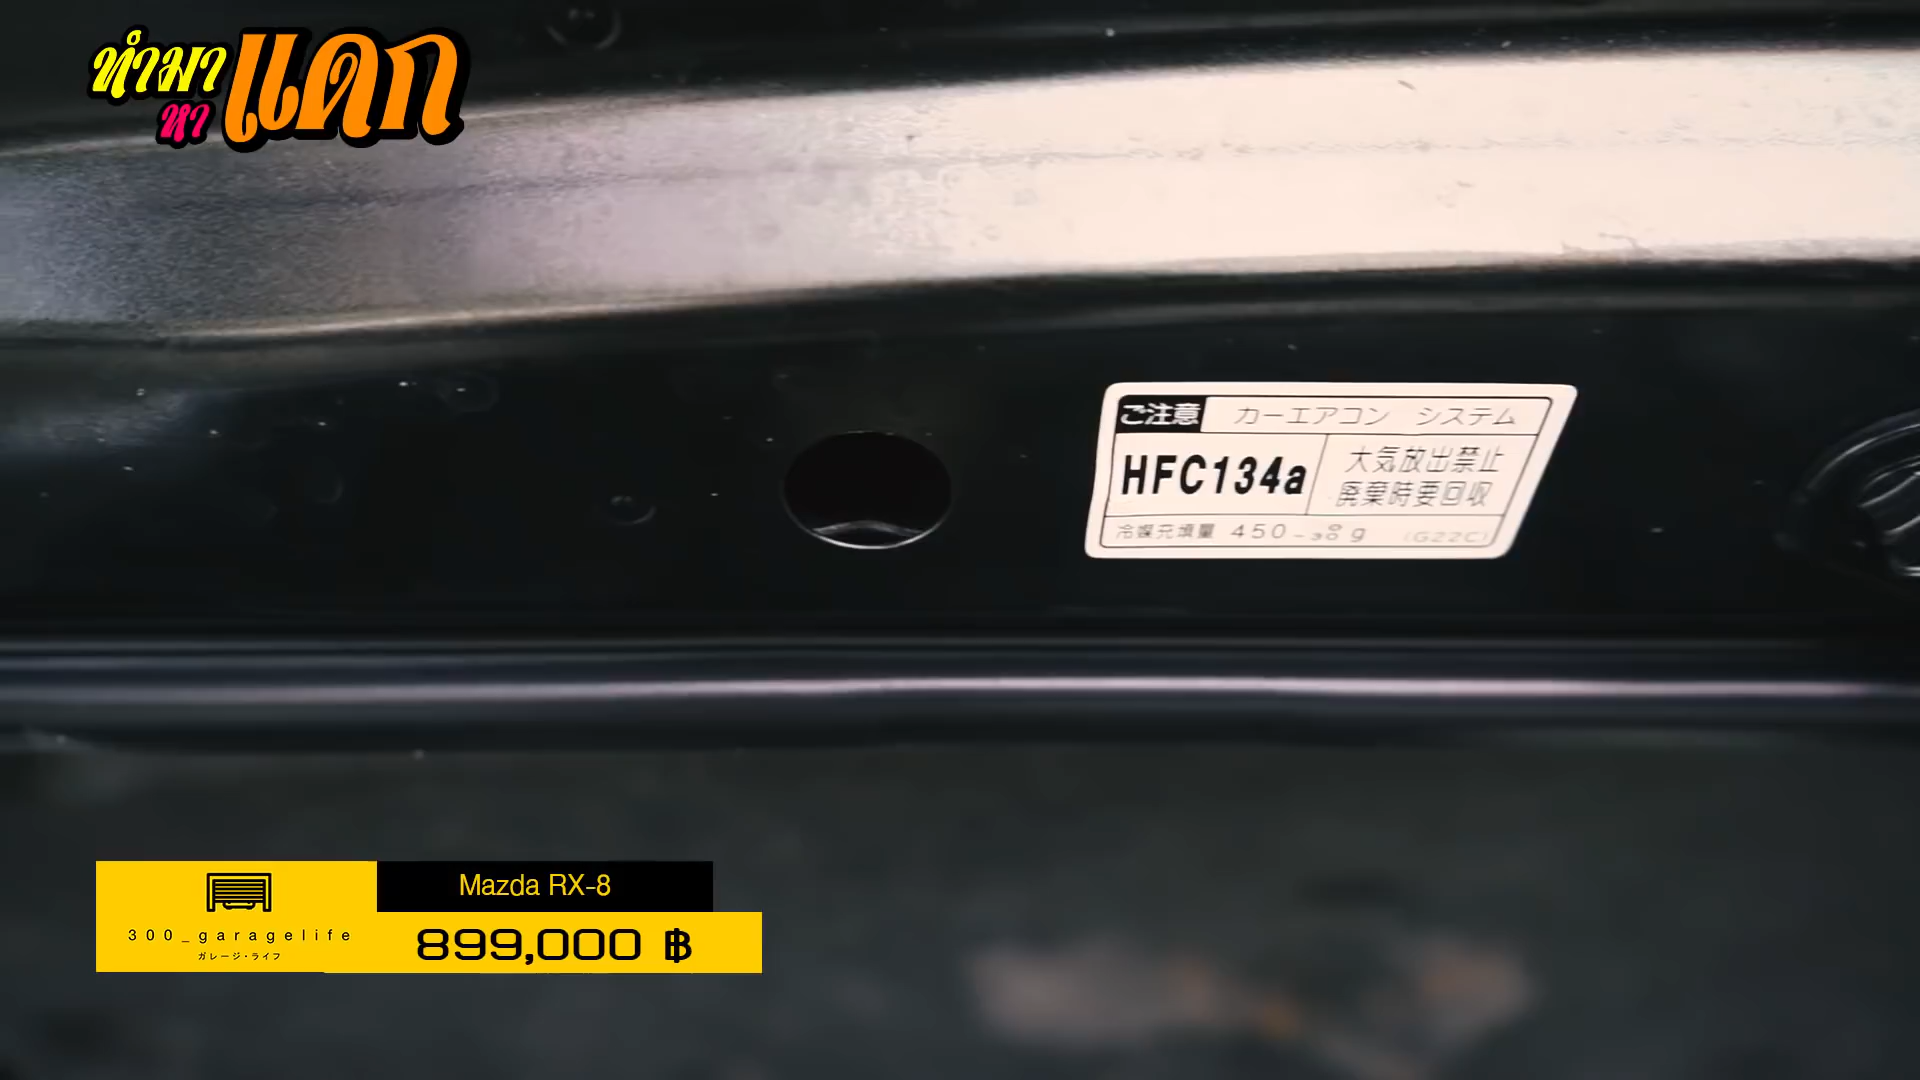 ทำมา
หา
แดก
ご注意 カーエアコン システム
HFC134a
大気放出禁止
廃棄時要回収
冷媒充填量 450 g (G22C)
Mazda RX-8
899,000 ฿
300_garagelife
ガレージ・ライフ